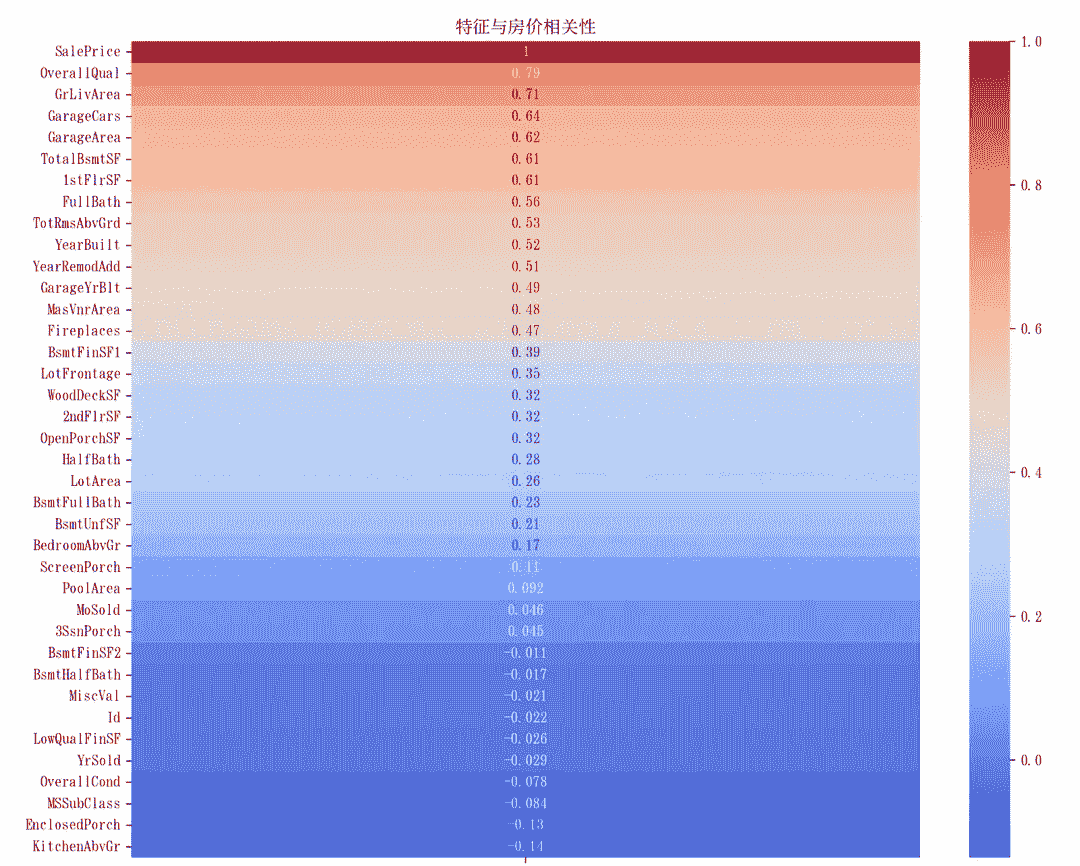 特征与房价相关性
SalePrice 1
OverallQual 0.79
GrLivArea 0.71
GarageCars 0.64
GarageArea 0.62
TotalBsmtSF 0.61
1stFlrSF 0.61
FullBath 0.56
TotRmsAbvGrd 0.53
YearBuilt 0.52
YearRemodAdd 0.51
GarageYrBlt 0.49
MasVnrArea 0.48
Fireplaces 0.47
BsmtFinSF1 0.39
LotFrontage 0.35
WoodDeckSF 0.32
2ndFlrSF 0.32
OpenPorchSF 0.32
HalfBath 0.28
LotArea 0.26
BsmtFullBath 0.23
BsmtUnfSF 0.21
BedroomAbvGr 0.17
ScreenPorch 0.11
PoolArea 0.092
MoSold 0.046
3SsnPorch 0.045
BsmtFinSF2 -0.011
BsmtHalfBath -0.017
MiscVal -0.021
Id -0.022
LowQualFinSF -0.026
YrSold -0.029
OverallCond -0.078
MSSubClass -0.084
EnclosedPorch -0.13
KitchenAbvGr -0.14
1.0
0.8
0.6
0.4
0.2
0.0